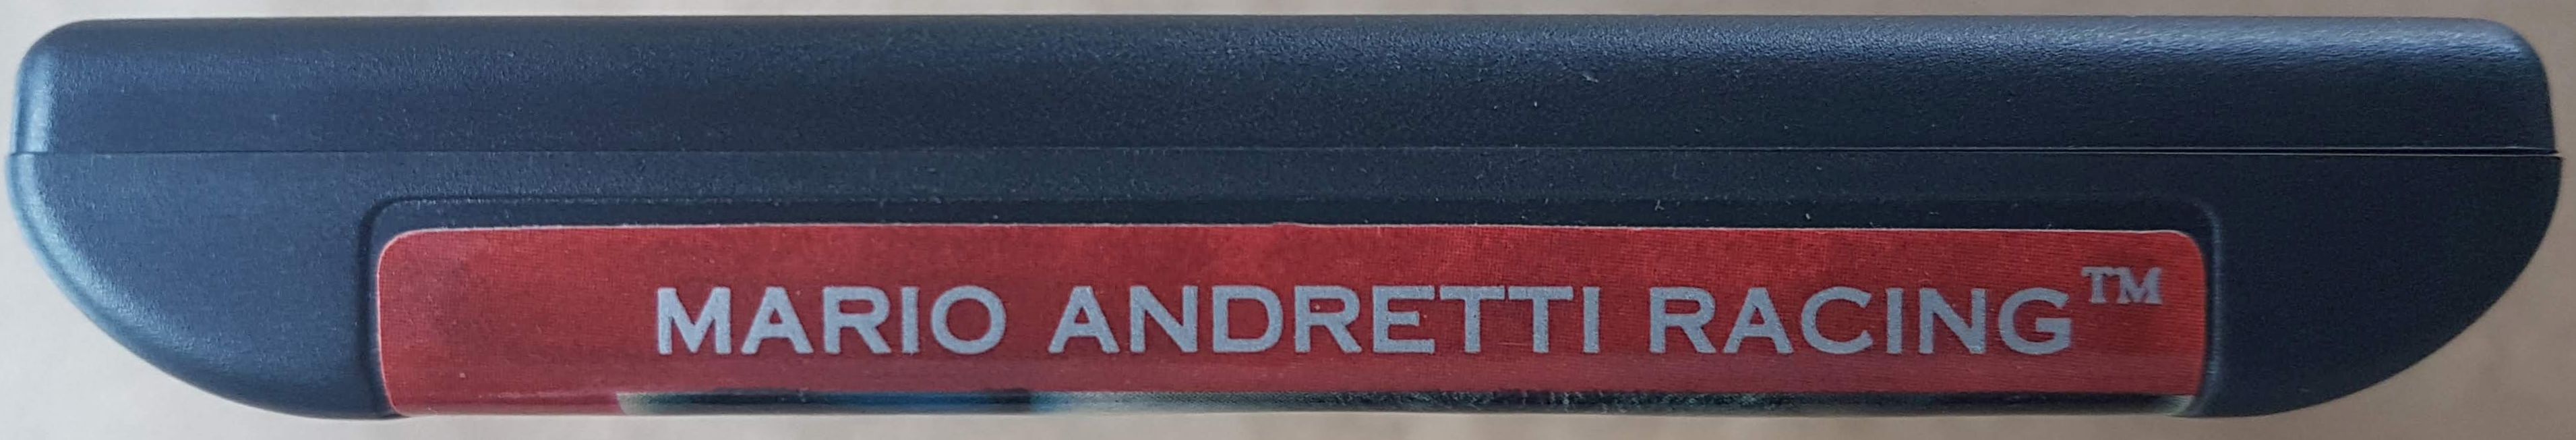 MARIO ANDRETTI RACING™